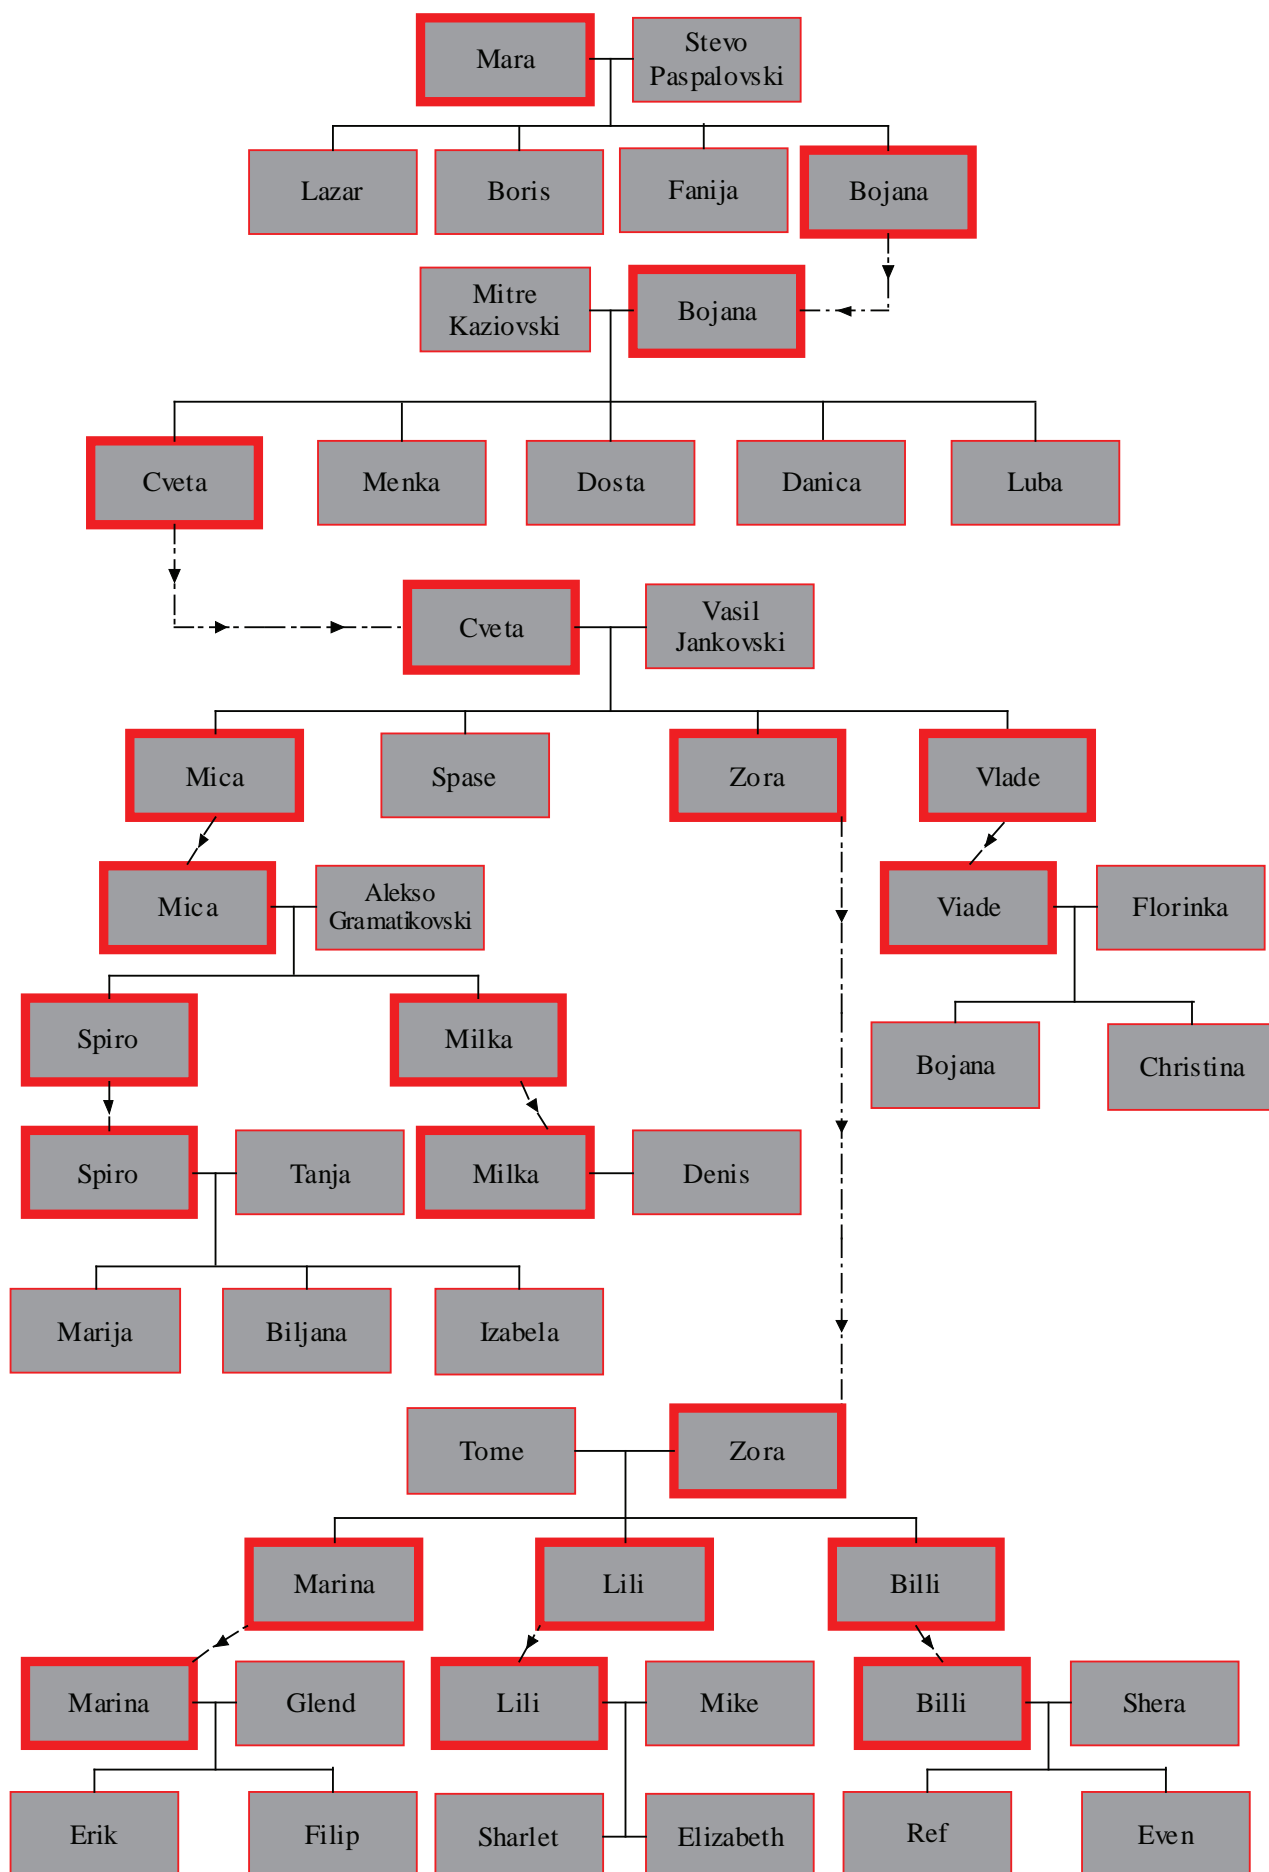 Mara
Stevo
Paspalovski
Lazar
Boris
Fanija
Bojana
Mitre
Kaziovski
Bojana
Cveta
Menka
Dosta
Danica
Luba
Cveta
Vasil
Jankovski
Mica
Spase
Zora
Vlade
Mica
Alekso
Gramatikovski
Viade
Florinka
Spiro
Milka
Bojana
Christina
Spiro
Tanja
Milka
Denis
Marija
Biljana
Izabela
Tome
Zora
Marina
Lili
Billi
Marina
Glend
Lili
Mike
Billi
Shera
Erik
Filip
Sharlet
Elizabeth
Ref
Even